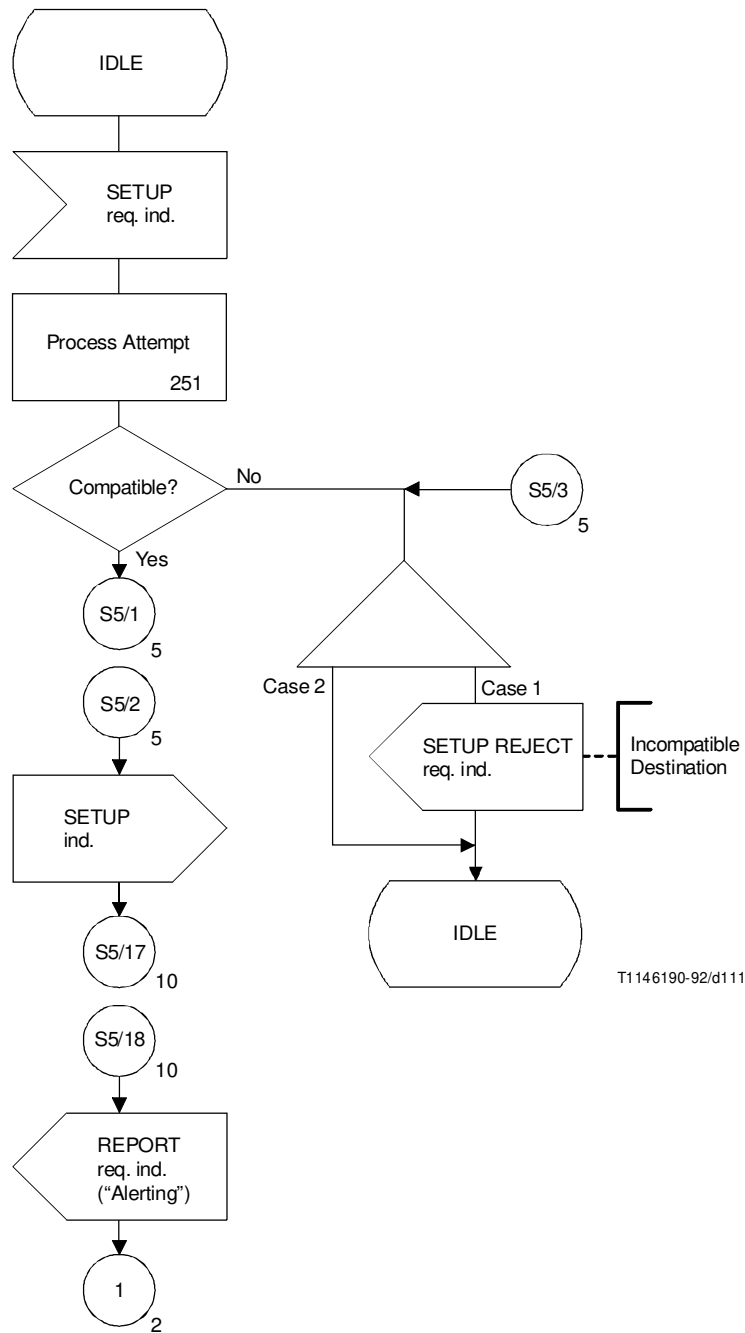 IDLE
SETUP
req. ind.
Process Attempt
251
Compatible?
No
Yes
S5/3
5
S5/1
5
S5/2
5
Case 2
Case 1
SETUP REJECT
req. ind.
Incompatible
Destination
SETUP
ind.
IDLE
S5/17
10
T1146190-92/d111
S5/18
10
REPORT
req. ind.
(“Alerting”)
1
2